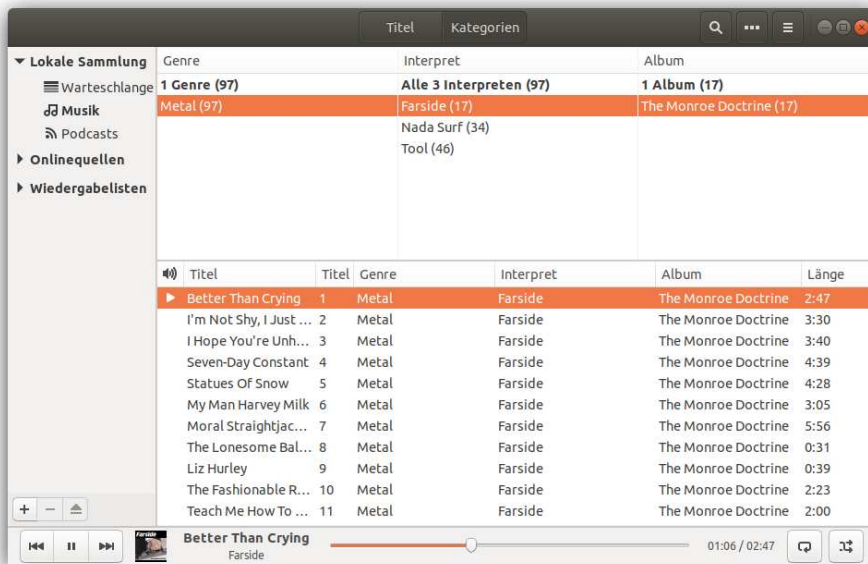 Titel Kategorien
Lokale Sammlung
Warteschlange
Musik
Podcasts
Onlinequellen
Wiedergabelisten
Genre Interpret Album
1 Genre (97) Alle 3 Interpreten (97) 1 Album (17)
Metal (97) Farside (17) The Monroe Doctrine (17)
Nada Surf (34)
Tool (46)
Titel Titel Genre Interpret Album Länge
Better Than Crying 1 Metal Farside The Monroe Doctrine 2:47
I'm Not Shy, I Just ... 2 Metal Farside The Monroe Doctrine 3:30
I Hope You're Unh... 3 Metal Farside The Monroe Doctrine 3:40
Seven-Day Constant 4 Metal Farside The Monroe Doctrine 4:39
Statues Of Snow 5 Metal Farside The Monroe Doctrine 4:28
My Man Harvey Milk 6 Metal Farside The Monroe Doctrine 3:05
Moral Straightjac... 7 Metal Farside The Monroe Doctrine 5:56
The Lonesome Bal... 8 Metal Farside The Monroe Doctrine 0:31
Liz Hurley 9 Metal Farside The Monroe Doctrine 0:39
The Fashionable R... 10 Metal Farside The Monroe Doctrine 2:23
Teach Me How To ... 11 Metal Farside The Monroe Doctrine 2:00
Farside
Better Than Crying
Farside
01:06 / 02:47